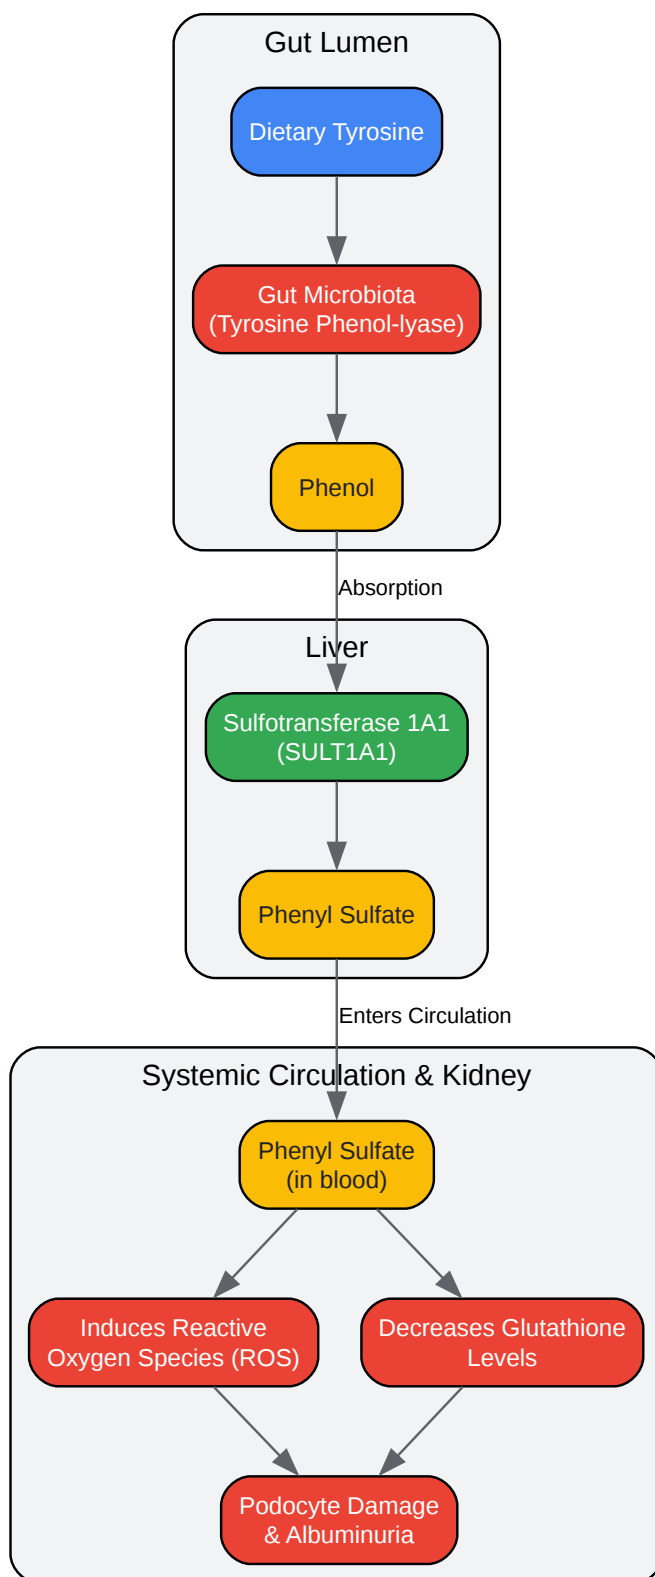 Gut Lumen
Dietary Tyrosine
Gut Microbiota
(Tyrosine Phenol-lyase)
Phenol
Absorption
Liver
Sulfotransferase 1A1
(SULT1A1)
Phenyl Sulfate
Enters Circulation
Systemic Circulation & Kidney
Phenyl Sulfate
(in blood)
Induces Reactive
Oxygen Species (ROS)
Decreases Glutathione
Levels
Podocyte Damage
& Albuminuria